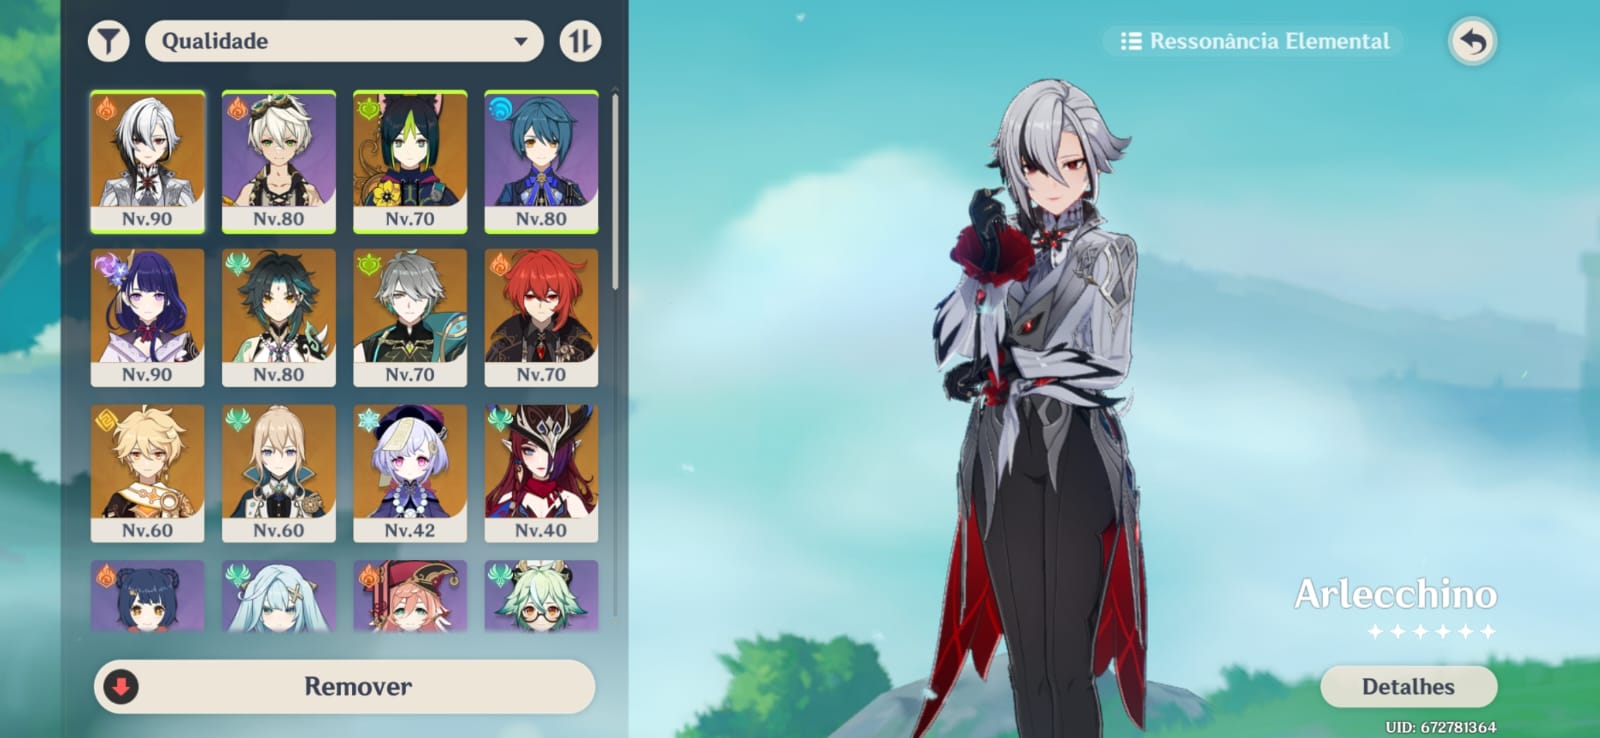 Qualidade
Ressonância Elemental
Nv.90
Nv.80
Nv.70
Nv.80
Nv.90
Nv.80
Nv.70
Nv.70
Nv.60
Nv.60
Nv.42
Nv.40
Remover
Arlecchino
Detalhes
UID: 672781364